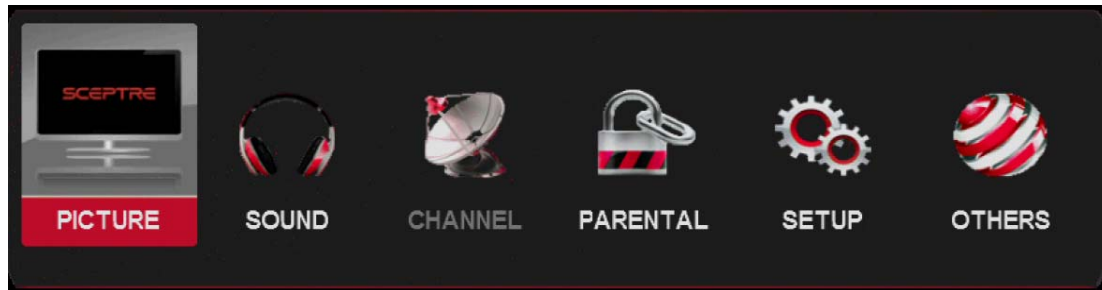 SCEPTRE
PICTURE
SOUND
CHANNEL
PARENTAL
SETUP
OTHERS